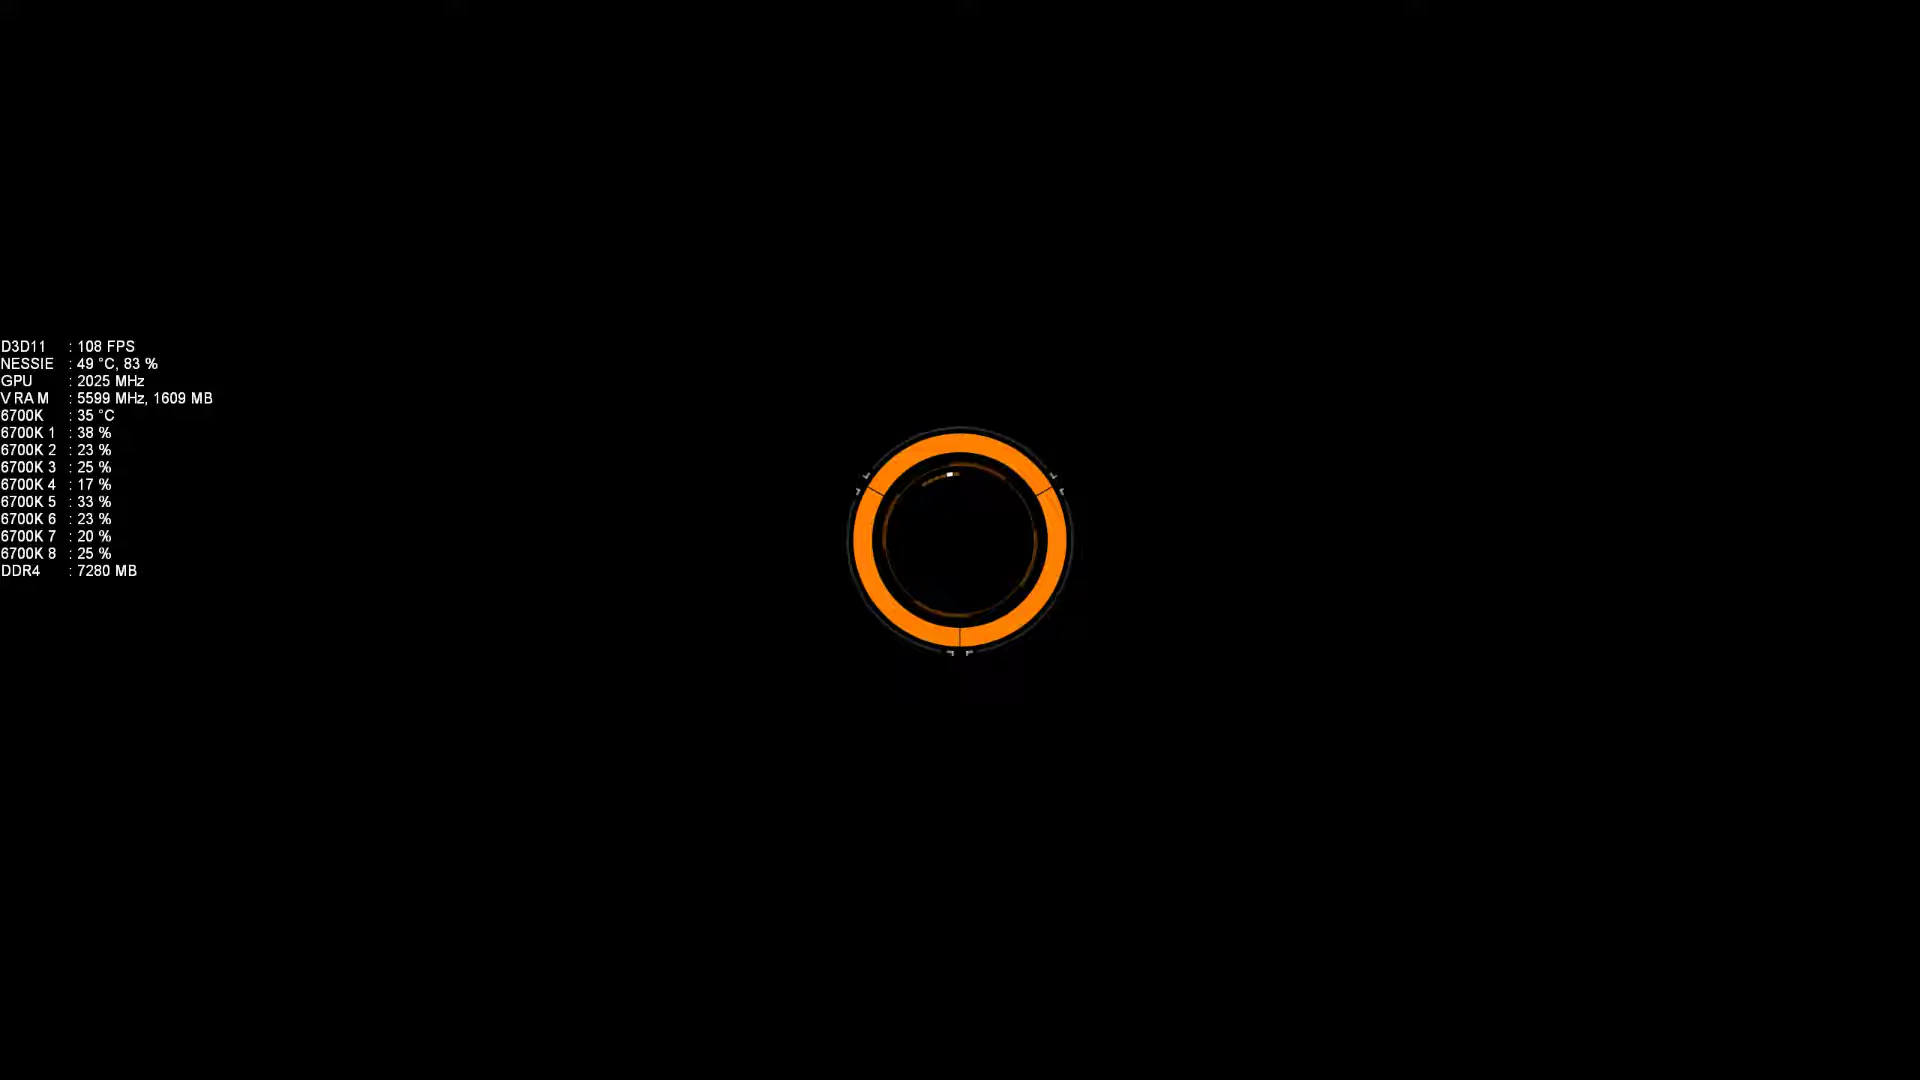 D3D11 : 108 FPS
NESSIE : 49 °C, 83 %
GPU : 2025 MHz
VRAM : 5599 MHz, 1609 MB
6700K : 35 °C
6700K 1 : 38 %
6700K 2 : 23 %
6700K 3 : 25 %
6700K 4 : 17 %
6700K 5 : 33 %
6700K 6 : 23 %
6700K 7 : 20 %
6700K 8 : 25 %
DDR4 : 7280 MB